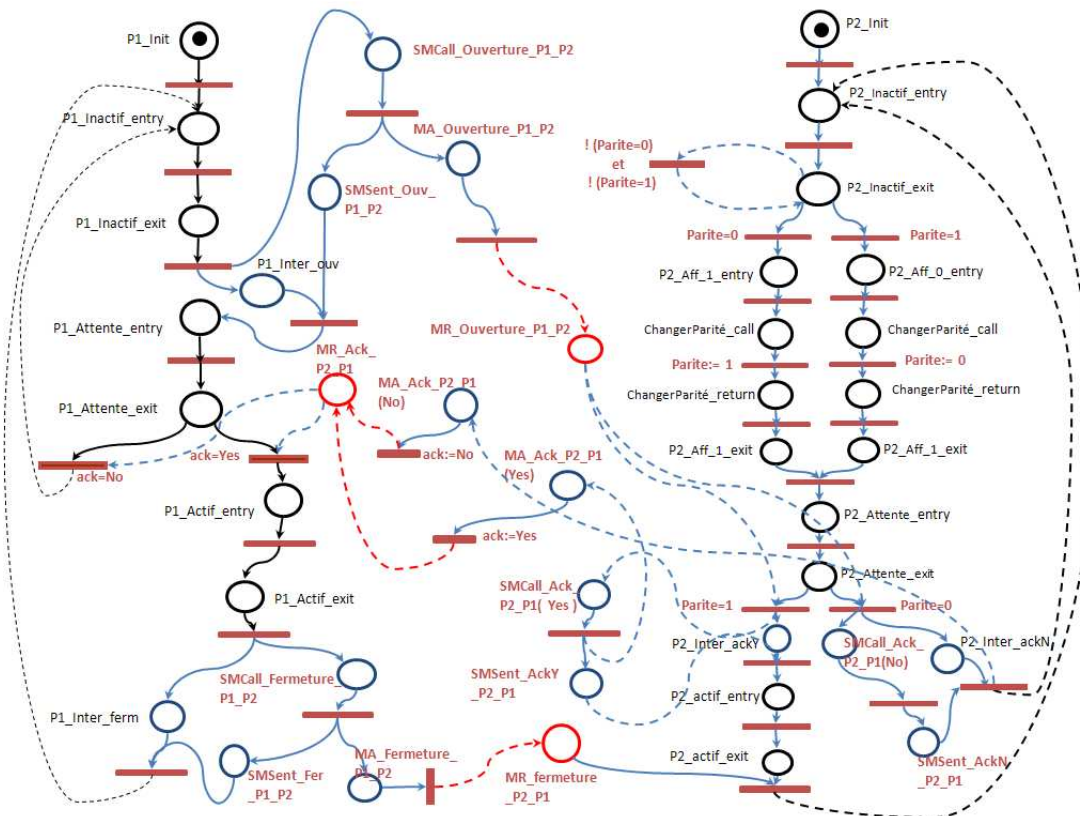 P1_Init
P1_Inactif_entry
P1_Inactif_exit
P1_Inter_ouv
P1_Attente_entry
P1_Attente_exit
ack=No
ack=Yes
P1_Actif_entry
P1_Actif_exit
P1_Inter_ferm
SMCall_Ouverture_P1_P2
MA_Ouverture_P1_P2
SMSent_Ouv_
P1_P2
MR_Ouverture_P1_P2
MR_Ack_
P2_P1
MA_Ack_P2_P1
(No)
ack:=No
MA_Ack_P2_P1
(Yes)
ack:=Yes
SMCall_Ack_
P2_P1( Yes )
SMSent_AckY
_P2_P1
SMCall_Fermeture_
P1_P2
SMSent_Fer
_P1_P2
MA_Fermeture_
P1_P2
MR_fermeture
_P2_P1
P2_Init
P2_Inactif_entry
! (Parite=0)
et
! (Parite=1)
P2_Inactif_exit
Parite=0
Parite=1
P2_Aff_1_entry
P2_Aff_0_entry
ChangerParité_call
ChangerParité_call
Parite:= 1
Parite:= 0
ChangerParité_return
ChangerParité_return
P2_Aff_1_exit
P2_Aff_1_exit
P2_Attente_entry
P2_Attente_exit
Parite=1
Parite=0
P2_Inter_ackY
SMCall_Ack_
P2_P1(No)
P2_Inter_ackN
P2_actif_entry
P2_actif_exit
SMSent_AckN
_P2_P1